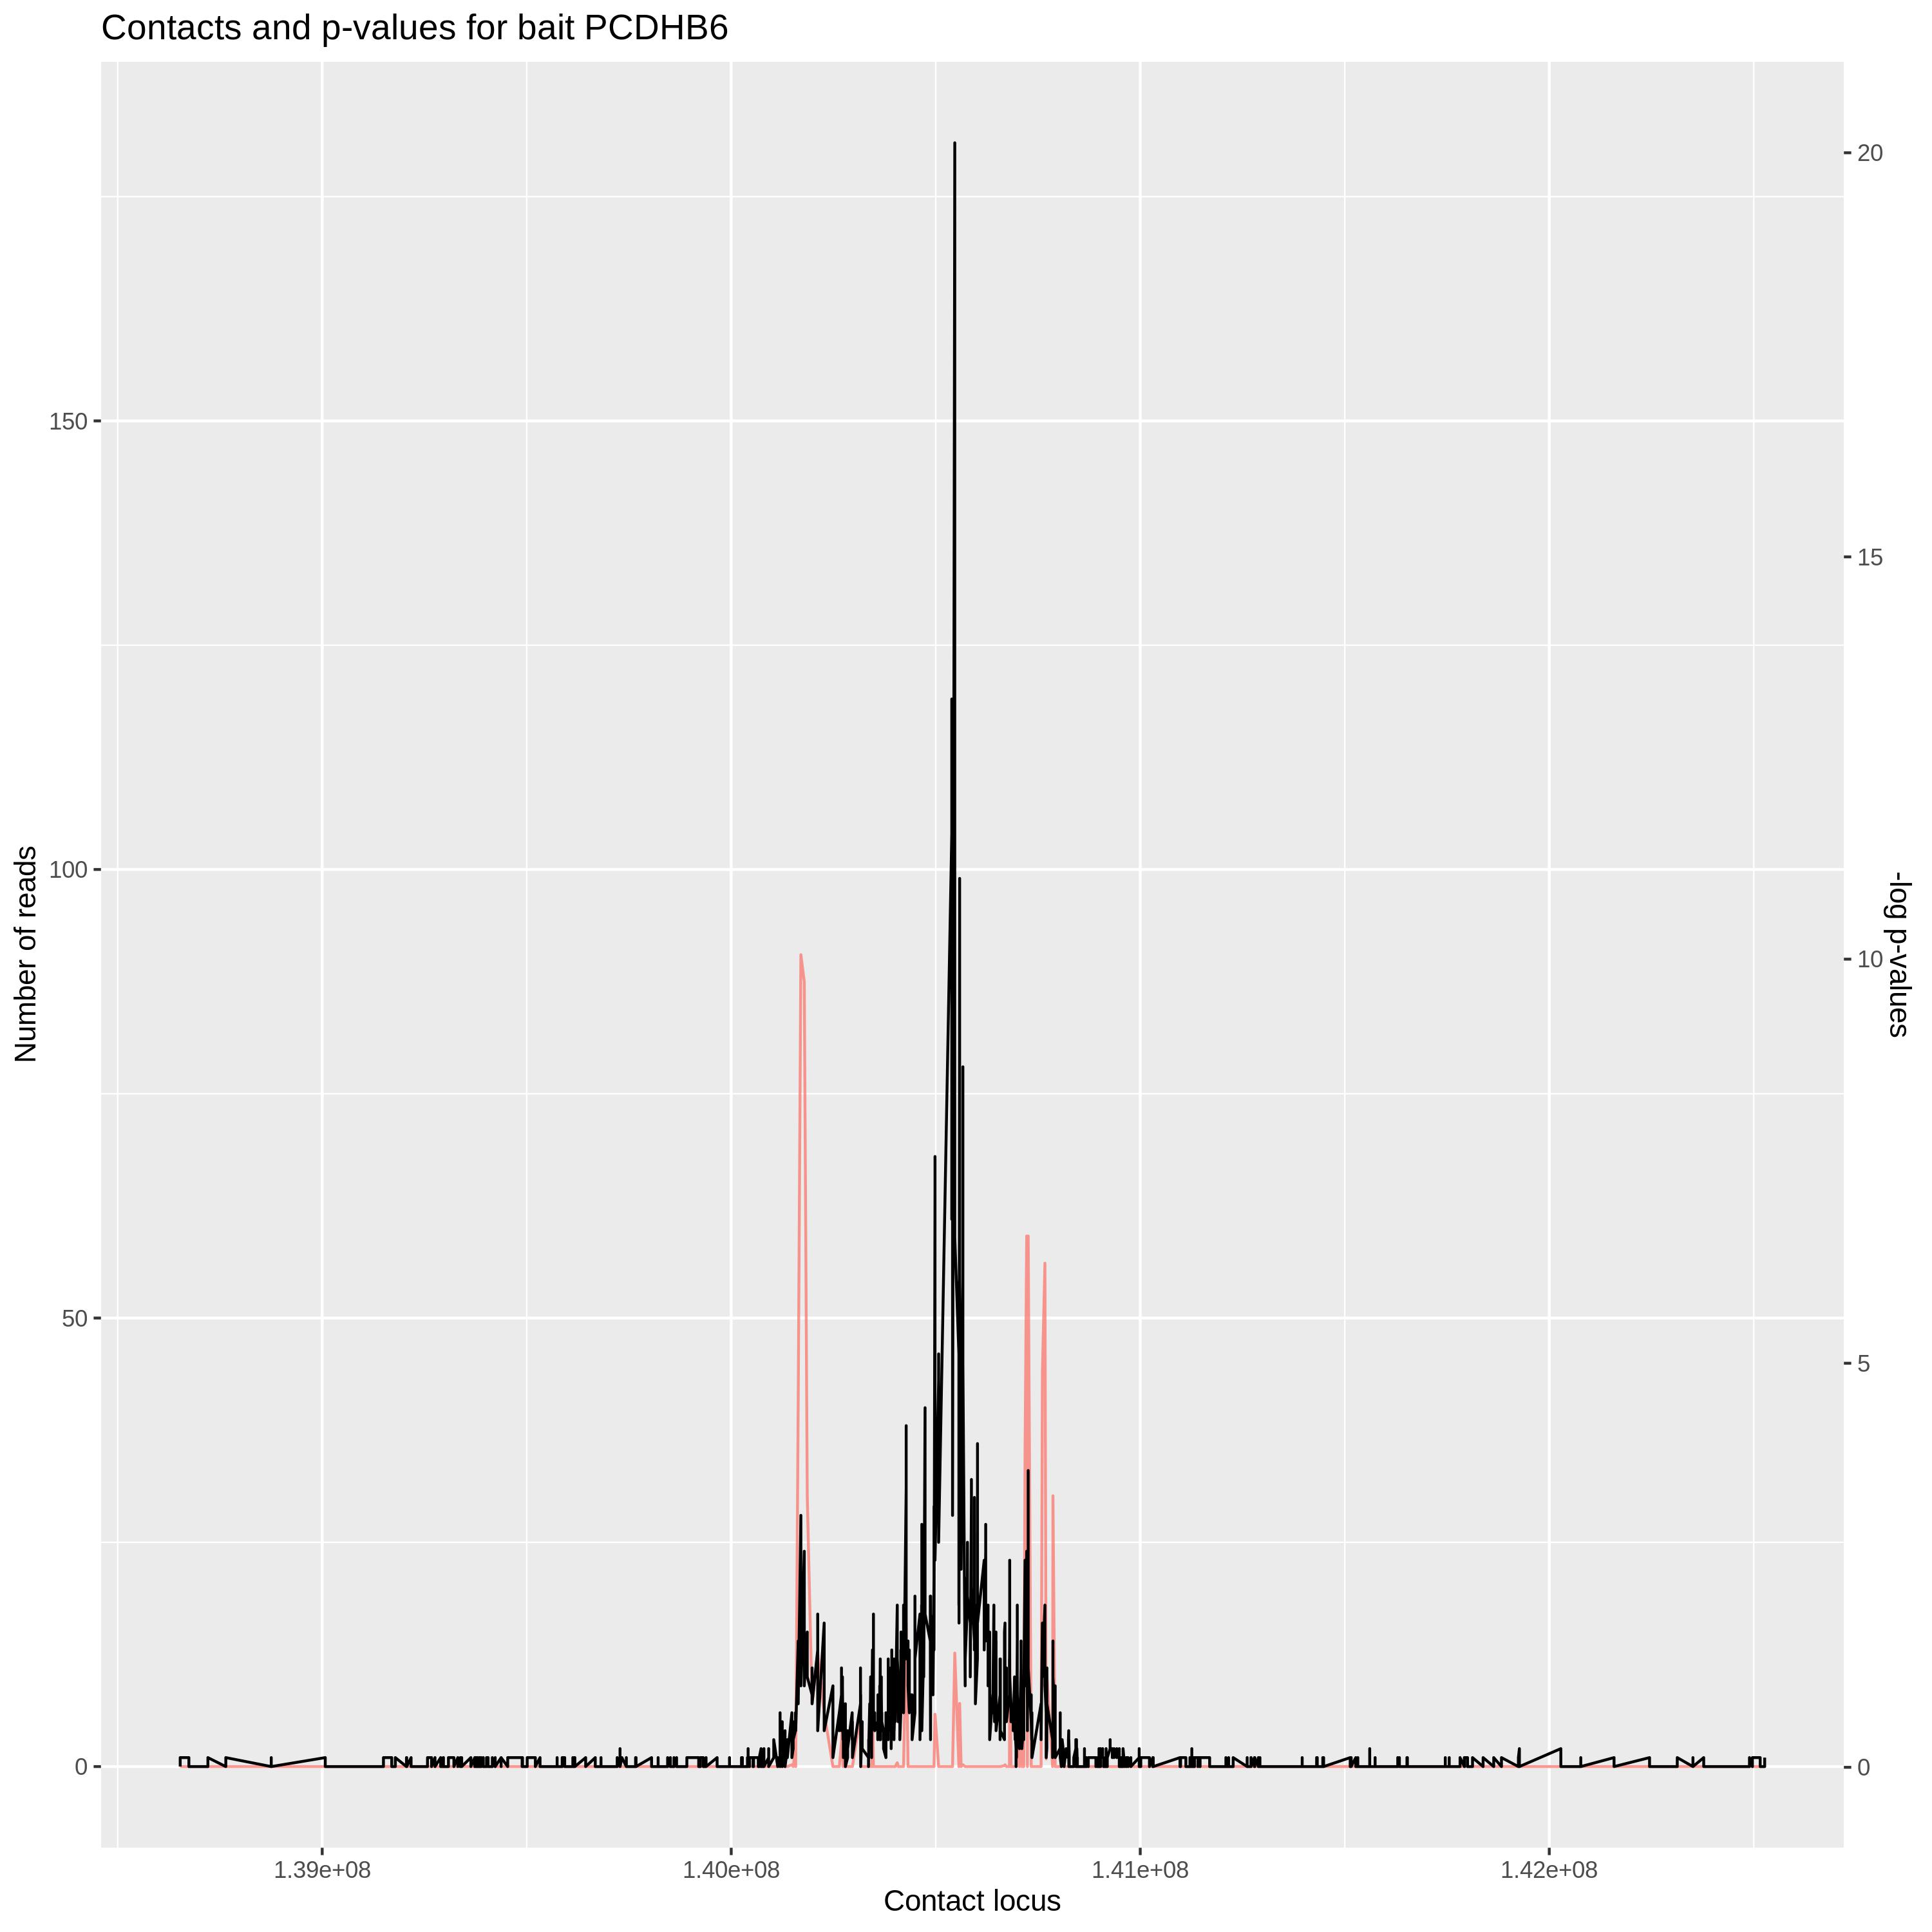 Contacts and p-values for bait PCDHB6
Number of reads
150
100
50
0
20
15
10
5
0
-log p-values
1.39e+08
1.40e+08
1.41e+08
1.42e+08
Contact locus